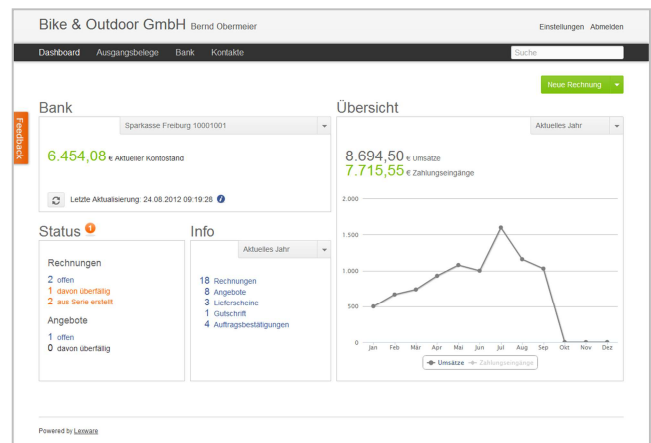 Bike & Outdoor GmbH Bernd Obermeier
Einstellungen Abmelden
Dashboard Ausgangsbelege Bank Kontakte
Suche
Neue Rechnung
Feedback
Bank
Sparkasse Freiburg 10001001
6.454,08 € Aktueller Kontostand
Letzte Aktualisierung: 24.08.2012 09:19:28
Übersicht
Aktuelles Jahr
8.694,50 € Umsätze
7.715,55 € Zahlungseingänge
2.000
1.500
1.000
500
0
Jan Feb Mär Apr Mai Jun Jul Aug Sep Okt Nov Dez
Umsätze Zahlungseingänge
Status 1
Rechnungen
2 offen
1 davon überfällig
2 aus Serie erstellt
Angebote
1 offen
0 davon überfällig
Info
Aktuelles Jahr
18 Rechnungen
8 Angebote
3 Lieferscheine
1 Gutschrift
4 Auftragsbestätigungen
Powered by Lexware